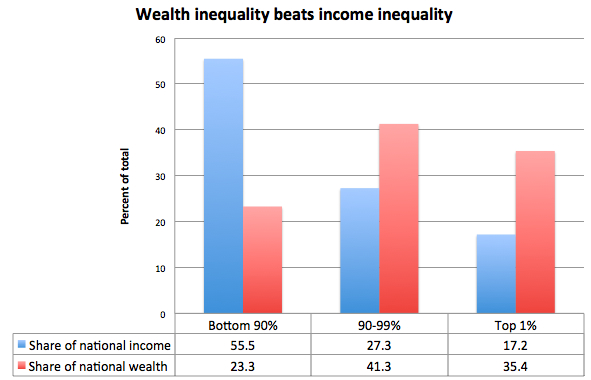 Wealth inequality beats income inequality
60
50
40
30
20
10
0
Percent of total
Bottom 90% 90-99% Top 1%
Share of national income 55.5 27.3 17.2
Share of national wealth 23.3 41.3 35.4